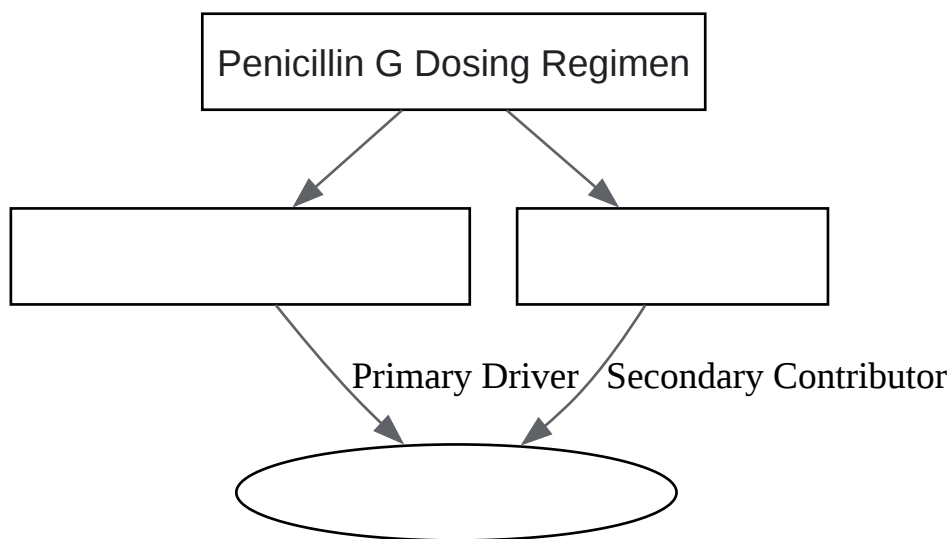 Penicillin G Dosing Regimen
Primary Driver
Secondary Contributor